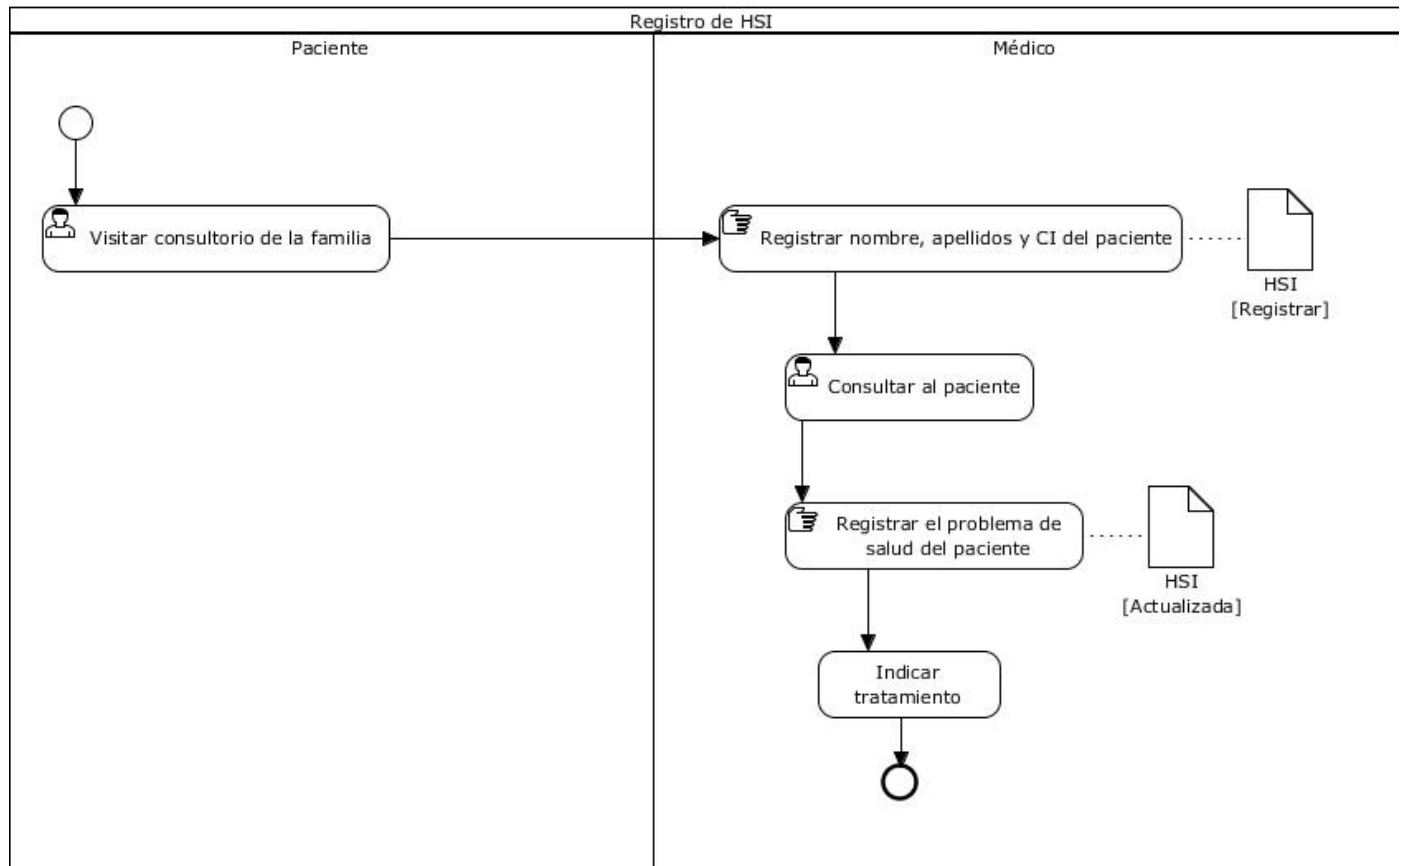 Registro de HSI
Paciente
Médico
Visitar consultorio de la familia
Registrar nombre, apellidos y CI del paciente
HSI
[Registrar]
Consultar al paciente
Registrar el problema de
salud del paciente
HSI
[Actualizada]
Indicar
tratamiento